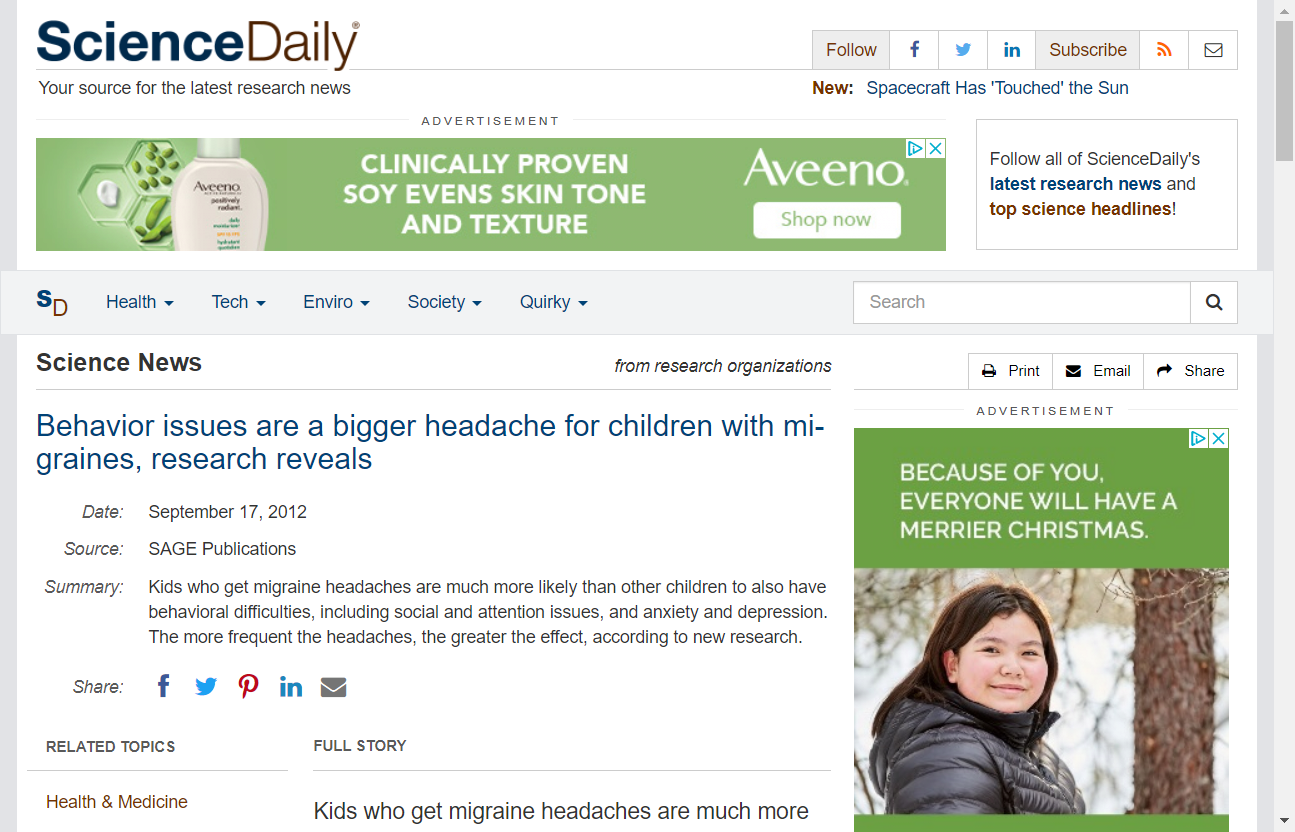 ScienceDaily®
Your source for the latest research news
Follow
Subscribe
New: Spacecraft Has 'Touched' the Sun
ADVERTISEMENT
Aveeno
positively
radiant
CLINICALLY PROVEN
SOY EVENS SKIN TONE
AND TEXTURE
Aveeno
Shop now
Follow all of ScienceDaily's
latest research news and
top science headlines!
SD
Health
Tech
Enviro
Society
Quirky
Search
Science News
from research organizations
Print
Email
Share
Behavior issues are a bigger headache for children with mi-
graines, research reveals
Date: September 17, 2012
Source: SAGE Publications
Summary: Kids who get migraine headaches are much more likely than other children to also have
behavioral difficulties, including social and attention issues, and anxiety and depression.
The more frequent the headaches, the greater the effect, according to new research.
Share:
RELATED TOPICS
Health & Medicine
FULL STORY
Kids who get migraine headaches are much more
ADVERTISEMENT
BECAUSE OF YOU,
EVERYONE WILL HAVE A
MERRIER CHRISTMAS.